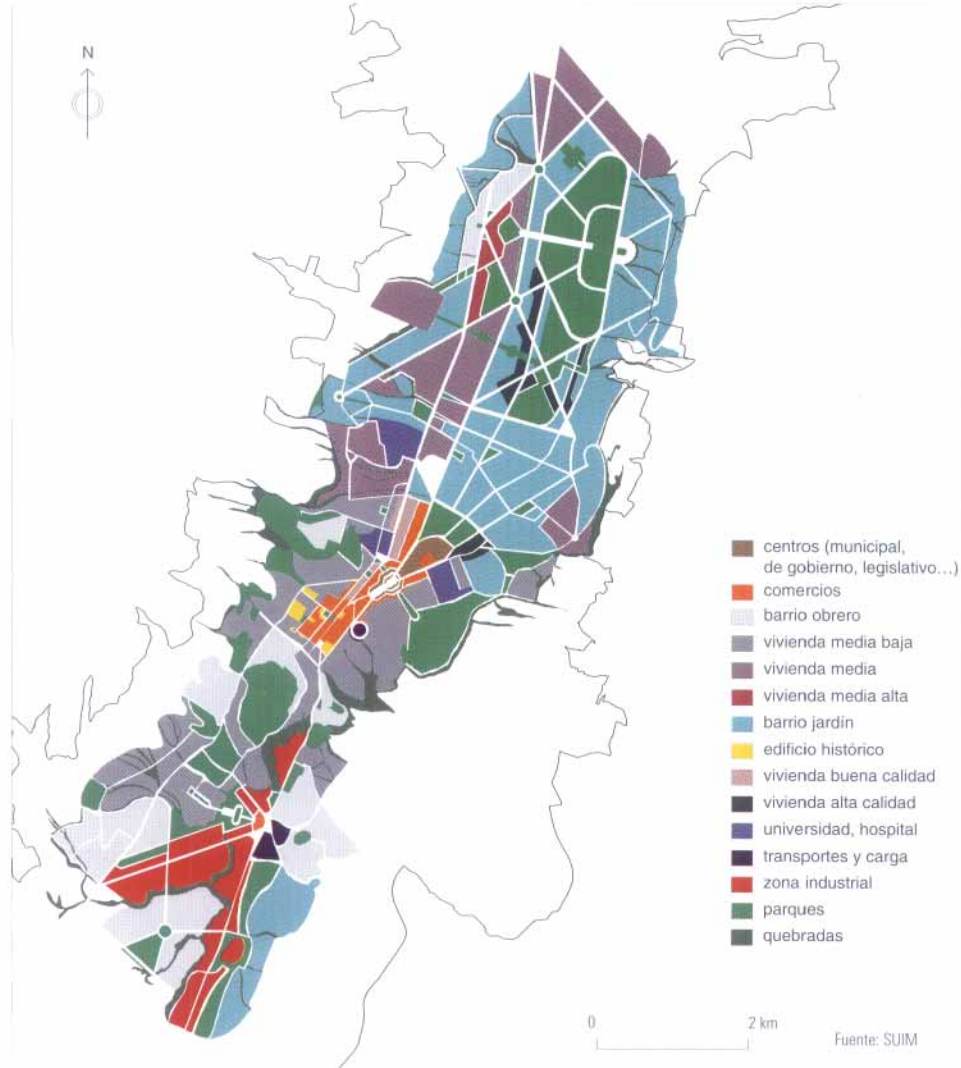 N
centros (municipal,
de gobierno, legislativo...)
comercios
barrio obrero
vivienda media baja
vivienda media
vivienda media alta
barrio jardín
edificio histórico
vivienda buena calidad
vivienda alta calidad
universidad, hospital
transportes y carga
zona industrial
parques
quebradas
0 2 km
Fuente: SUIM